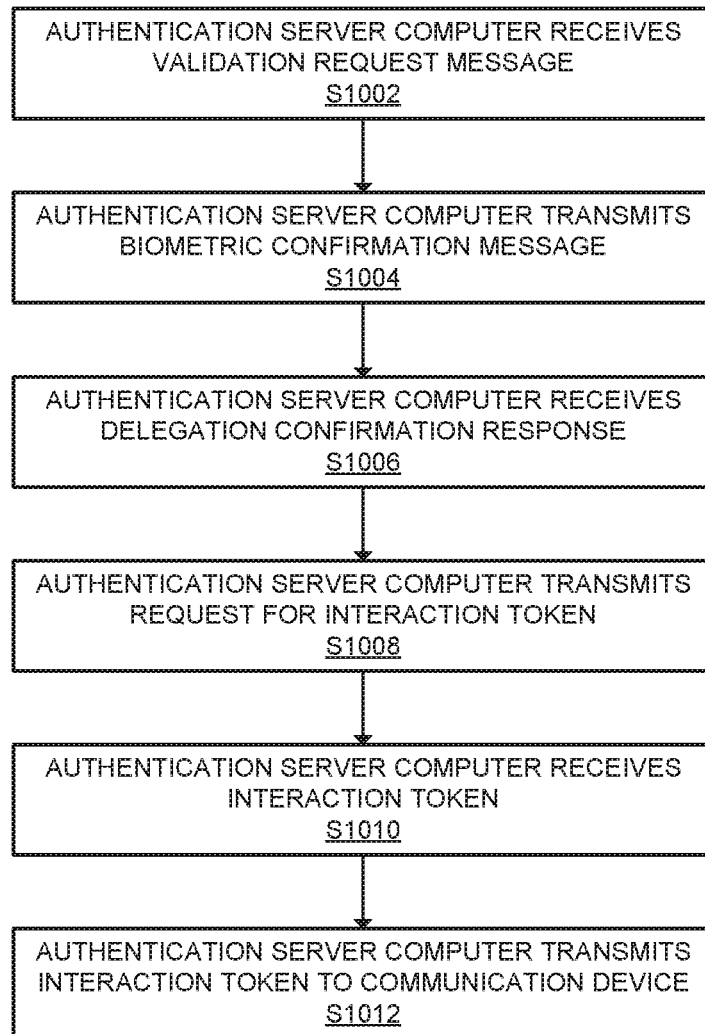 AUTHENTICATION SERVER COMPUTER RECEIVES
VALIDATION REQUEST MESSAGE
S1002
AUTHENTICATION SERVER COMPUTER TRANSMITS
BIOMETRIC CONFIRMATION MESSAGE
S1004
AUTHENTICATION SERVER COMPUTER RECEIVES
DELEGATION CONFIRMATION RESPONSE
S1006
AUTHENTICATION SERVER COMPUTER TRANSMITS
REQUEST FOR INTERACTION TOKEN
S1008
AUTHENTICATION SERVER COMPUTER RECEIVES
INTERACTION TOKEN
S1010
AUTHENTICATION SERVER COMPUTER TRANSMITS
INTERACTION TOKEN TO COMMUNICATION DEVICE
S1012